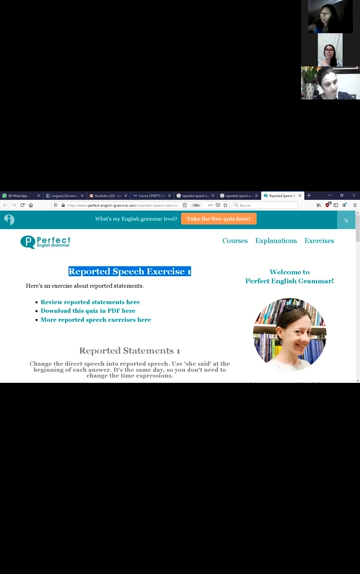 What's my English grammar level? Take the free quiz here!
Perfect
English Grammar
Courses Explanations Exercises
Reported Speech Exercise 1
Here's an exercise about reported statements.
Review reported statements here
Download this quiz in PDF here
More reported speech exercises here
Reported Statements 1
Change the direct speech into reported speech. Use 'she said' at the
beginning of each answer. It's the same day, so you don't need to
change the time expressions.
Welcome to
Perfect English Grammar!